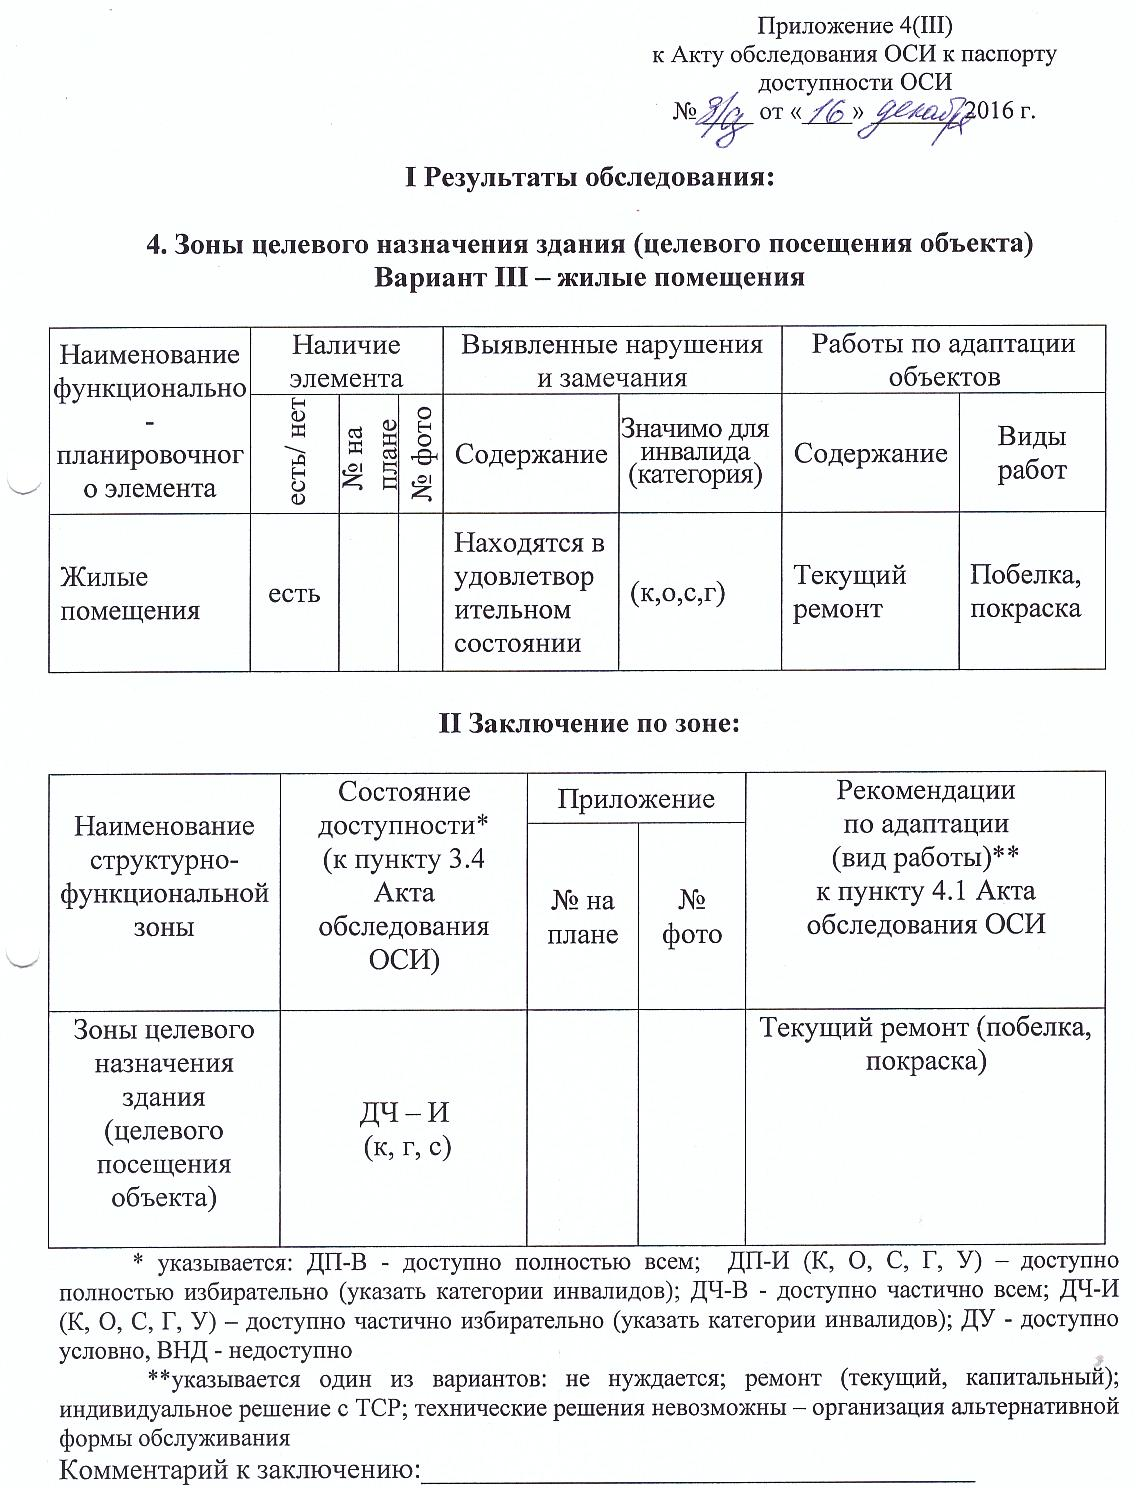 Приложение 4(III)
к Акту обследования ОСИ к паспорту
доступности ОСИ
№ от «16» декабря 2016 г.
I Результаты обследования:
4. Зоны целевого назначения здания (целевого посещения объекта)
Вариант III – жилые помещения
Наименование
функционально
-
планировочног
о элемента
Наличие
элемента
Выявленные нарушения
и замечания
Работы по адаптации
объектов
есть/ нет
№ на
плане
№ фото
Содержание
Значимо для
инвалида
(категория)
Содержание
Виды
работ
Жилые
помещения
есть
Находятся в
удовлетвор
ительном
состоянии
(к,о,с,г)
Текущий
ремонт
Побелка,
покраска
II Заключение по зоне:
Наименование
структурно-
функциональной
зоны
Состояние
доступности*
(к пункту 3.4
Акта
обследования
ОСИ)
Приложение
№ на
плане
№
фото
Рекомендации
по адаптации
(вид работы)**
к пункту 4.1 Акта
обследования ОСИ
Зоны целевого
назначения
здания
(целевого
посещения
объекта)
ДЧ – И
(к, г, с)
Текущий ремонт (побелка,
покраска)
* указывается: ДП-В - доступно полностью всем; ДП-И (К, О, С, Г, У) – доступно
полностью избирательно (указать категории инвалидов); ДЧ-В - доступно частично всем; ДЧ-И
(К, О, С, Г, У) – доступно частично избирательно (указать категории инвалидов); ДУ - доступно
условно, ВНД - недоступно
**указывается один из вариантов: не нуждается; ремонт (текущий, капитальный);
индивидуальное решение с ТСР; технические решения невозможны – организация альтернативной
формы обслуживания
Комментарий к заключению: